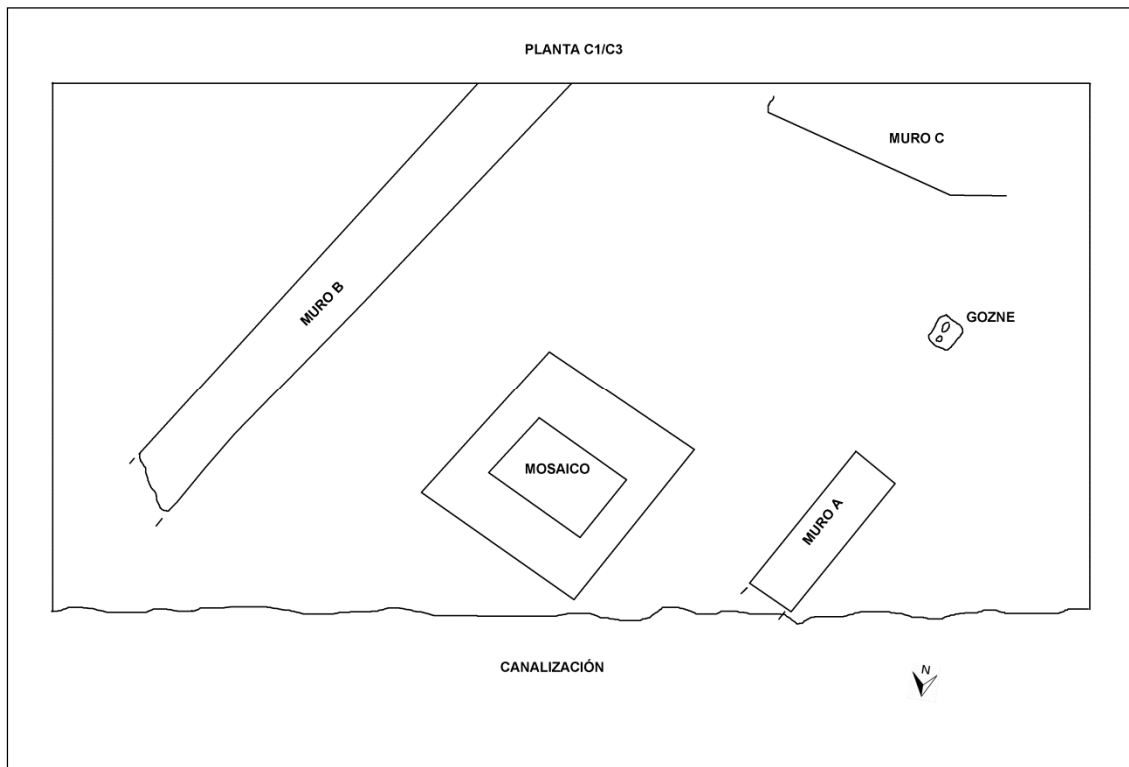 PLANTA C1/C3
MURO C
MURO B
GOZNE
MOSAICO
MURO A
CANALIZACIÓN
N